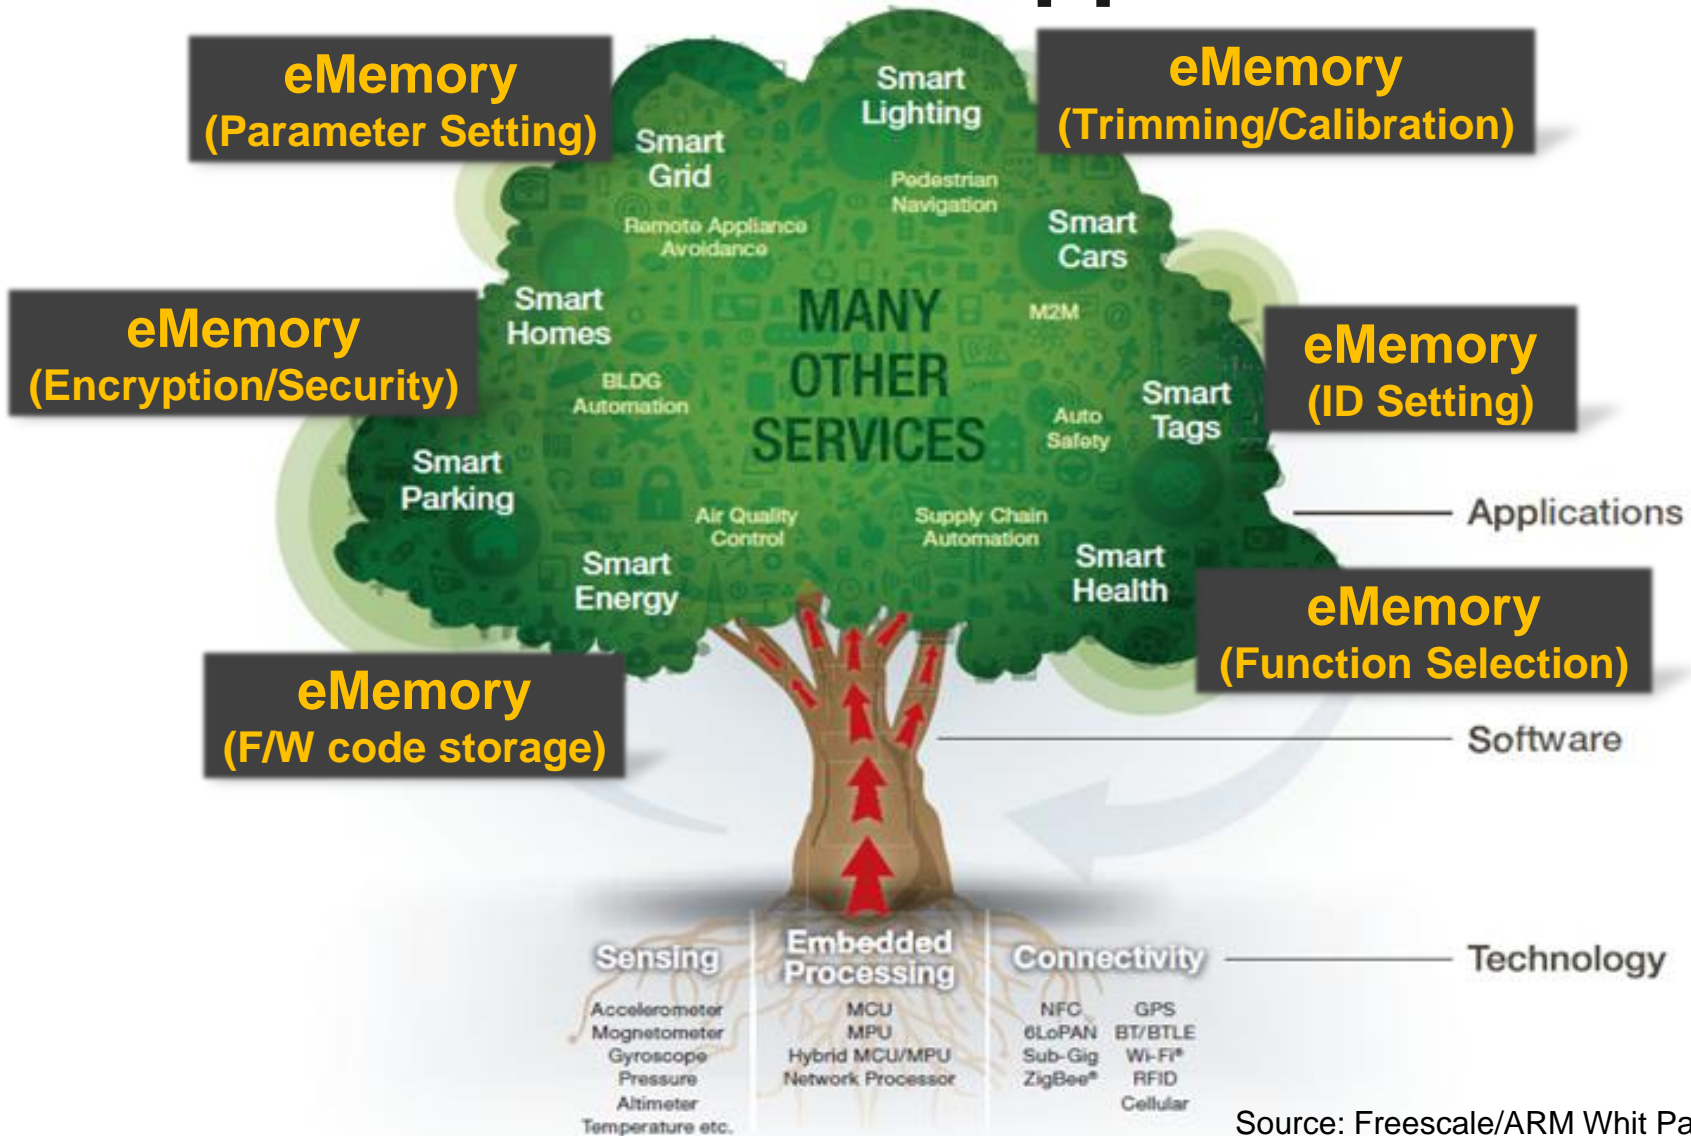 eMemory
(Parameter Setting)
eMemory
(Trimming/Calibration)
Smart
Lighting
Smart
Grid
Pedestrian
Navigation
Remote Appliance
Avoidance
Smart
Cars
eMemory
(Encryption/Security)
Smart
Homes
MANY
OTHER
SERVICES
M2M
eMemory
(ID Setting)
BLDG
Automation
Auto
Safety
Smart
Tags
Smart
Parking
Air Quality
Control
Supply Chain
Automation
Applications
Smart
Energy
Smart
Health
eMemory
(Function Selection)
eMemory
(F/W code storage)
Software
Sensing
Accelerometer
Mognetometer
Gyroscope
Pressure
Altimeter
Temperature etc.
Embedded
Processing
MCU
MPU
Hybrid MCU/MPU
Network Processor
Connectivity
NFC
6LoPAN
Sub-Gig
ZigBee®
GPS
BT/BTLE
Wi-Fi®
RFID
Cellular
Technology
Source: Freescale/ARM Whit Pa